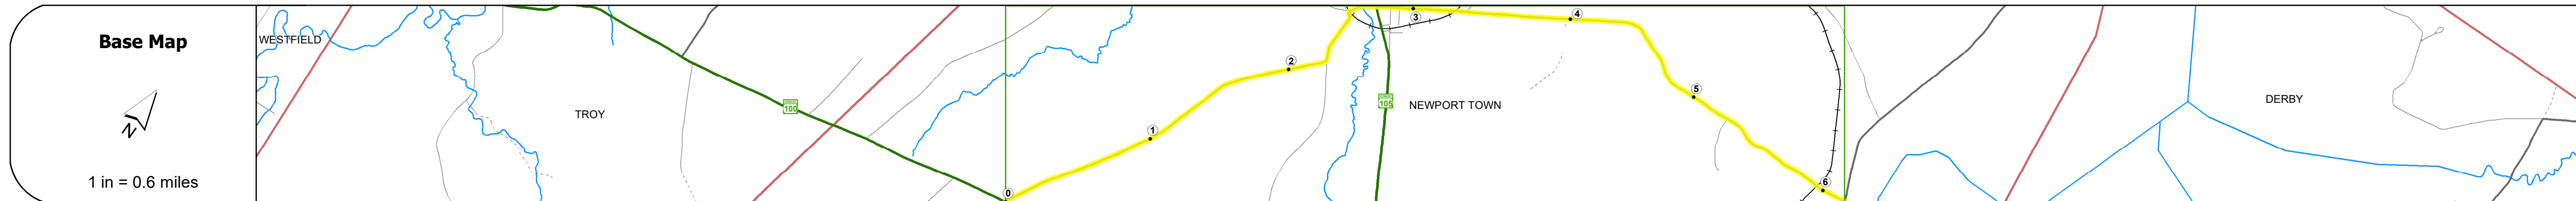 Base Map
N
1 in = 0.6 miles
WESTFIELD
TROY
100
0
1
2
3
4
105
NEWPORT TOWN
5
6
DERBY